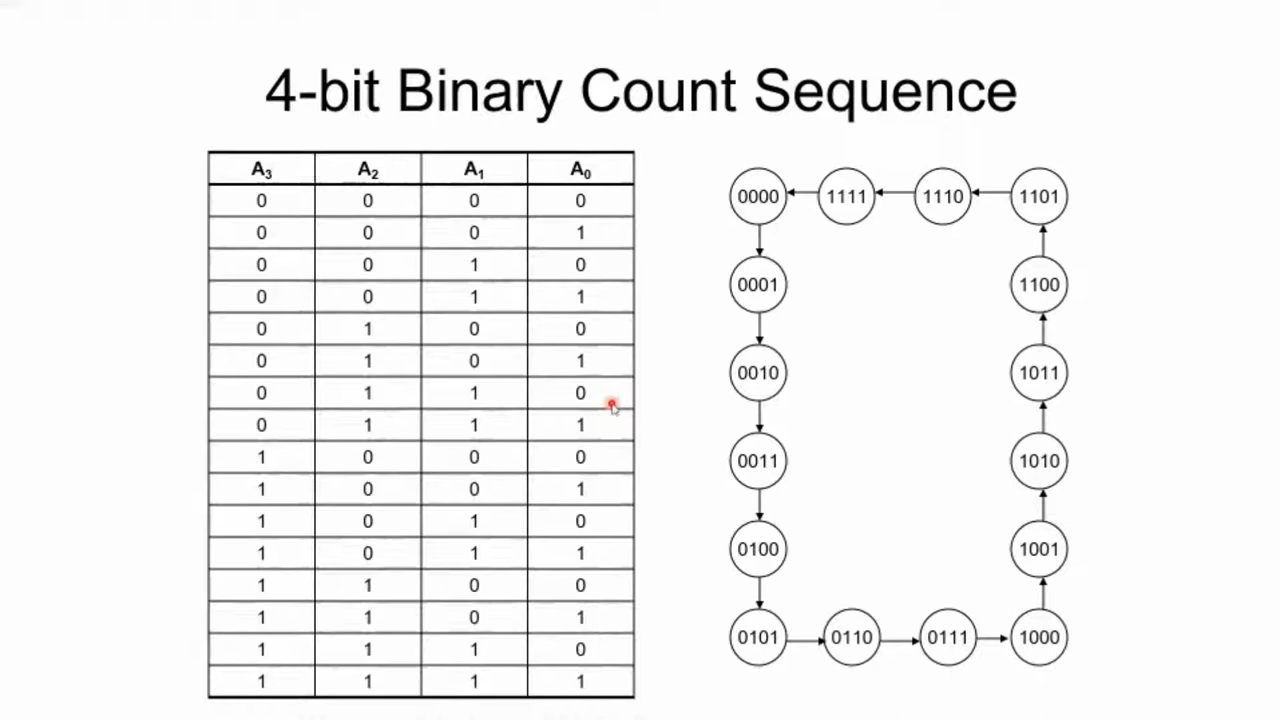 4-bit Binary Count Sequence
A3 A2 A1 A0
0 0 0 0
0 0 0 1
0 0 1 0
0 0 1 1
0 1 0 0
0 1 0 1
0 1 1 0
0 1 1 1
1 0 0 0
1 0 0 1
1 0 1 0
1 0 1 1
1 1 0 0
1 1 0 1
1 1 1 0
1 1 1 1
0000 1111 1110 1101
0001 1100
0010 1011
0011 1010
0100 1001
0101 0110 0111 1000